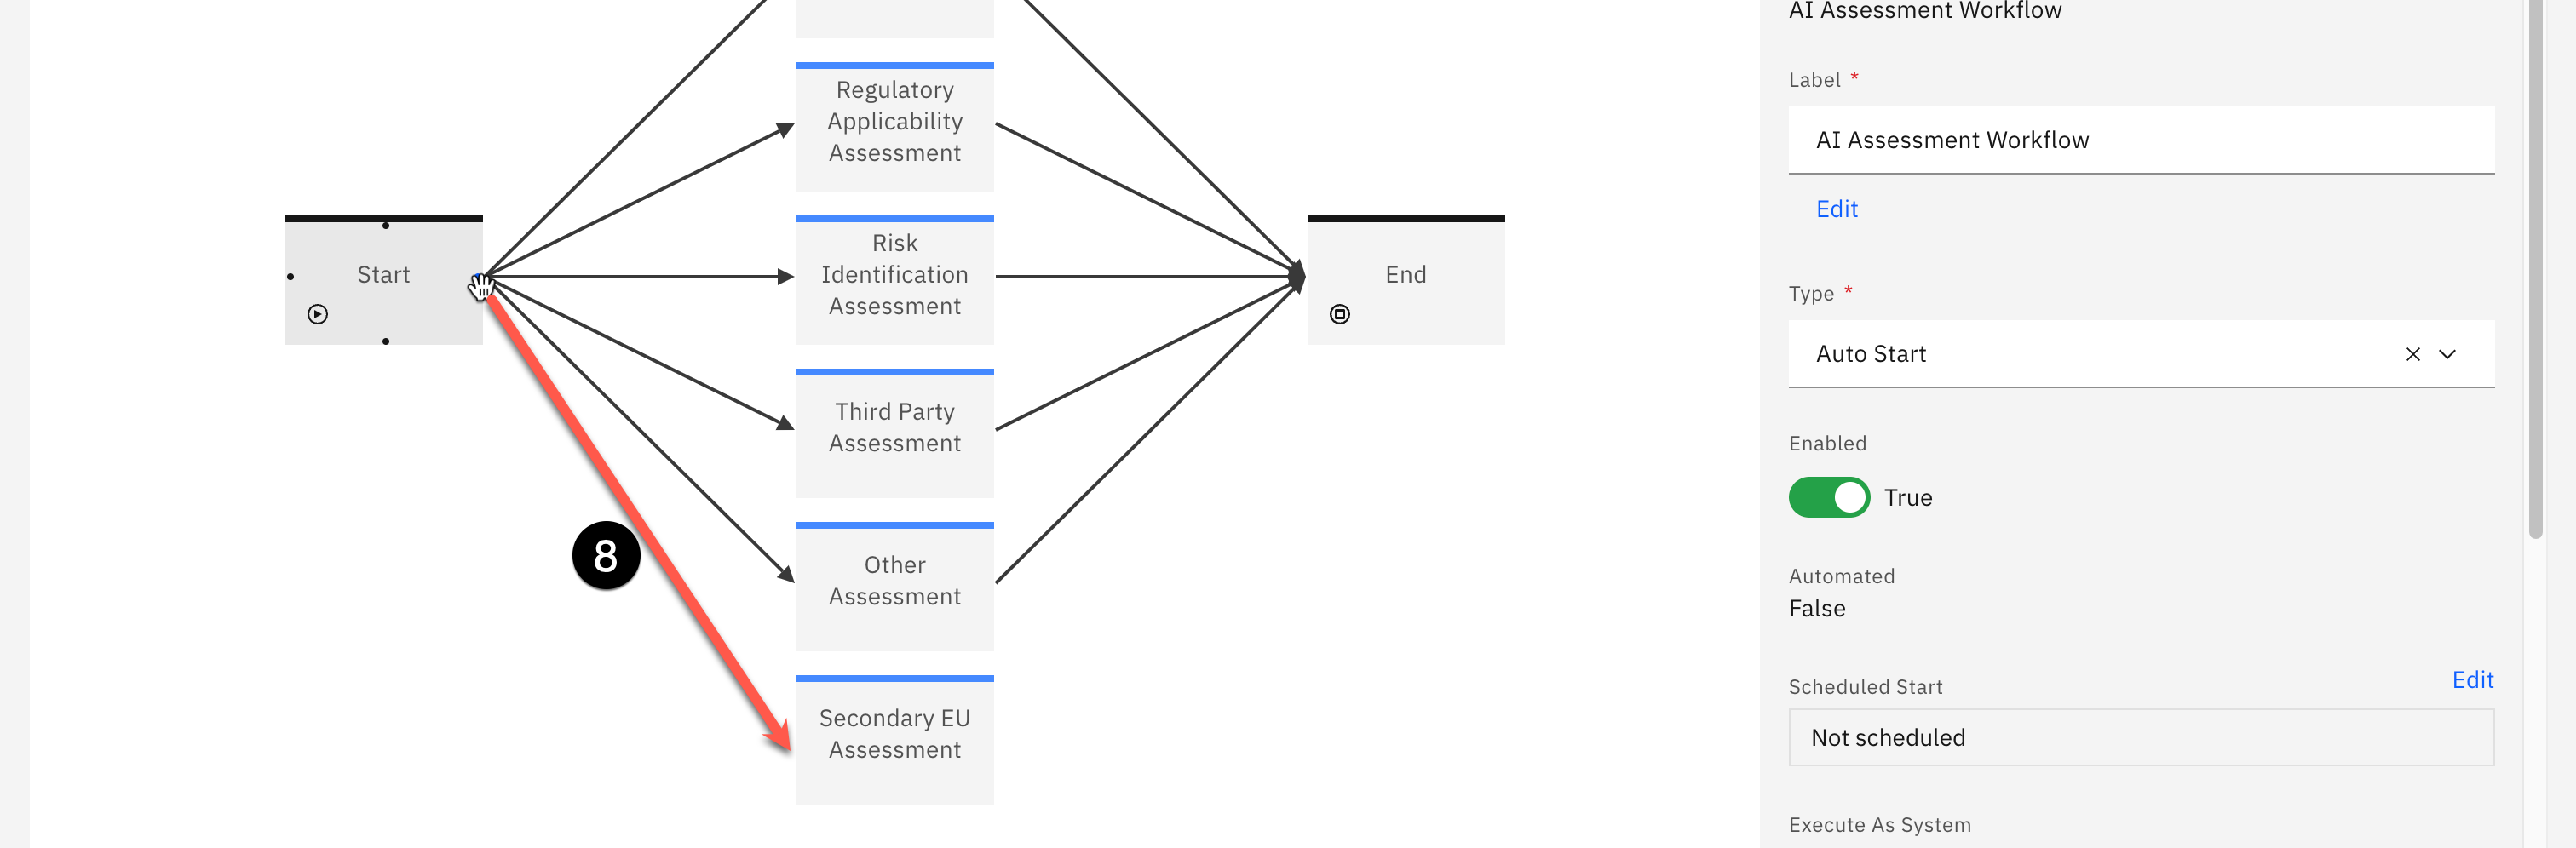 Regulatory
Applicability
Assessment
Start
Risk
Identification
Assessment
End
Third Party
Assessment
8
Other
Assessment
Secondary EU
Assessment
AI Assessment Workflow
Label *
AI Assessment Workflow
Edit
Type *
Auto Start
Enabled
True
Automated
False
Scheduled Start
Edit
Not scheduled
Execute As System